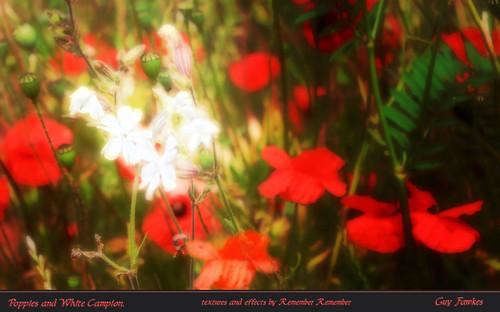 Poppies and White Campion.
textures and effects by Remember Remember
Guy Fawkes